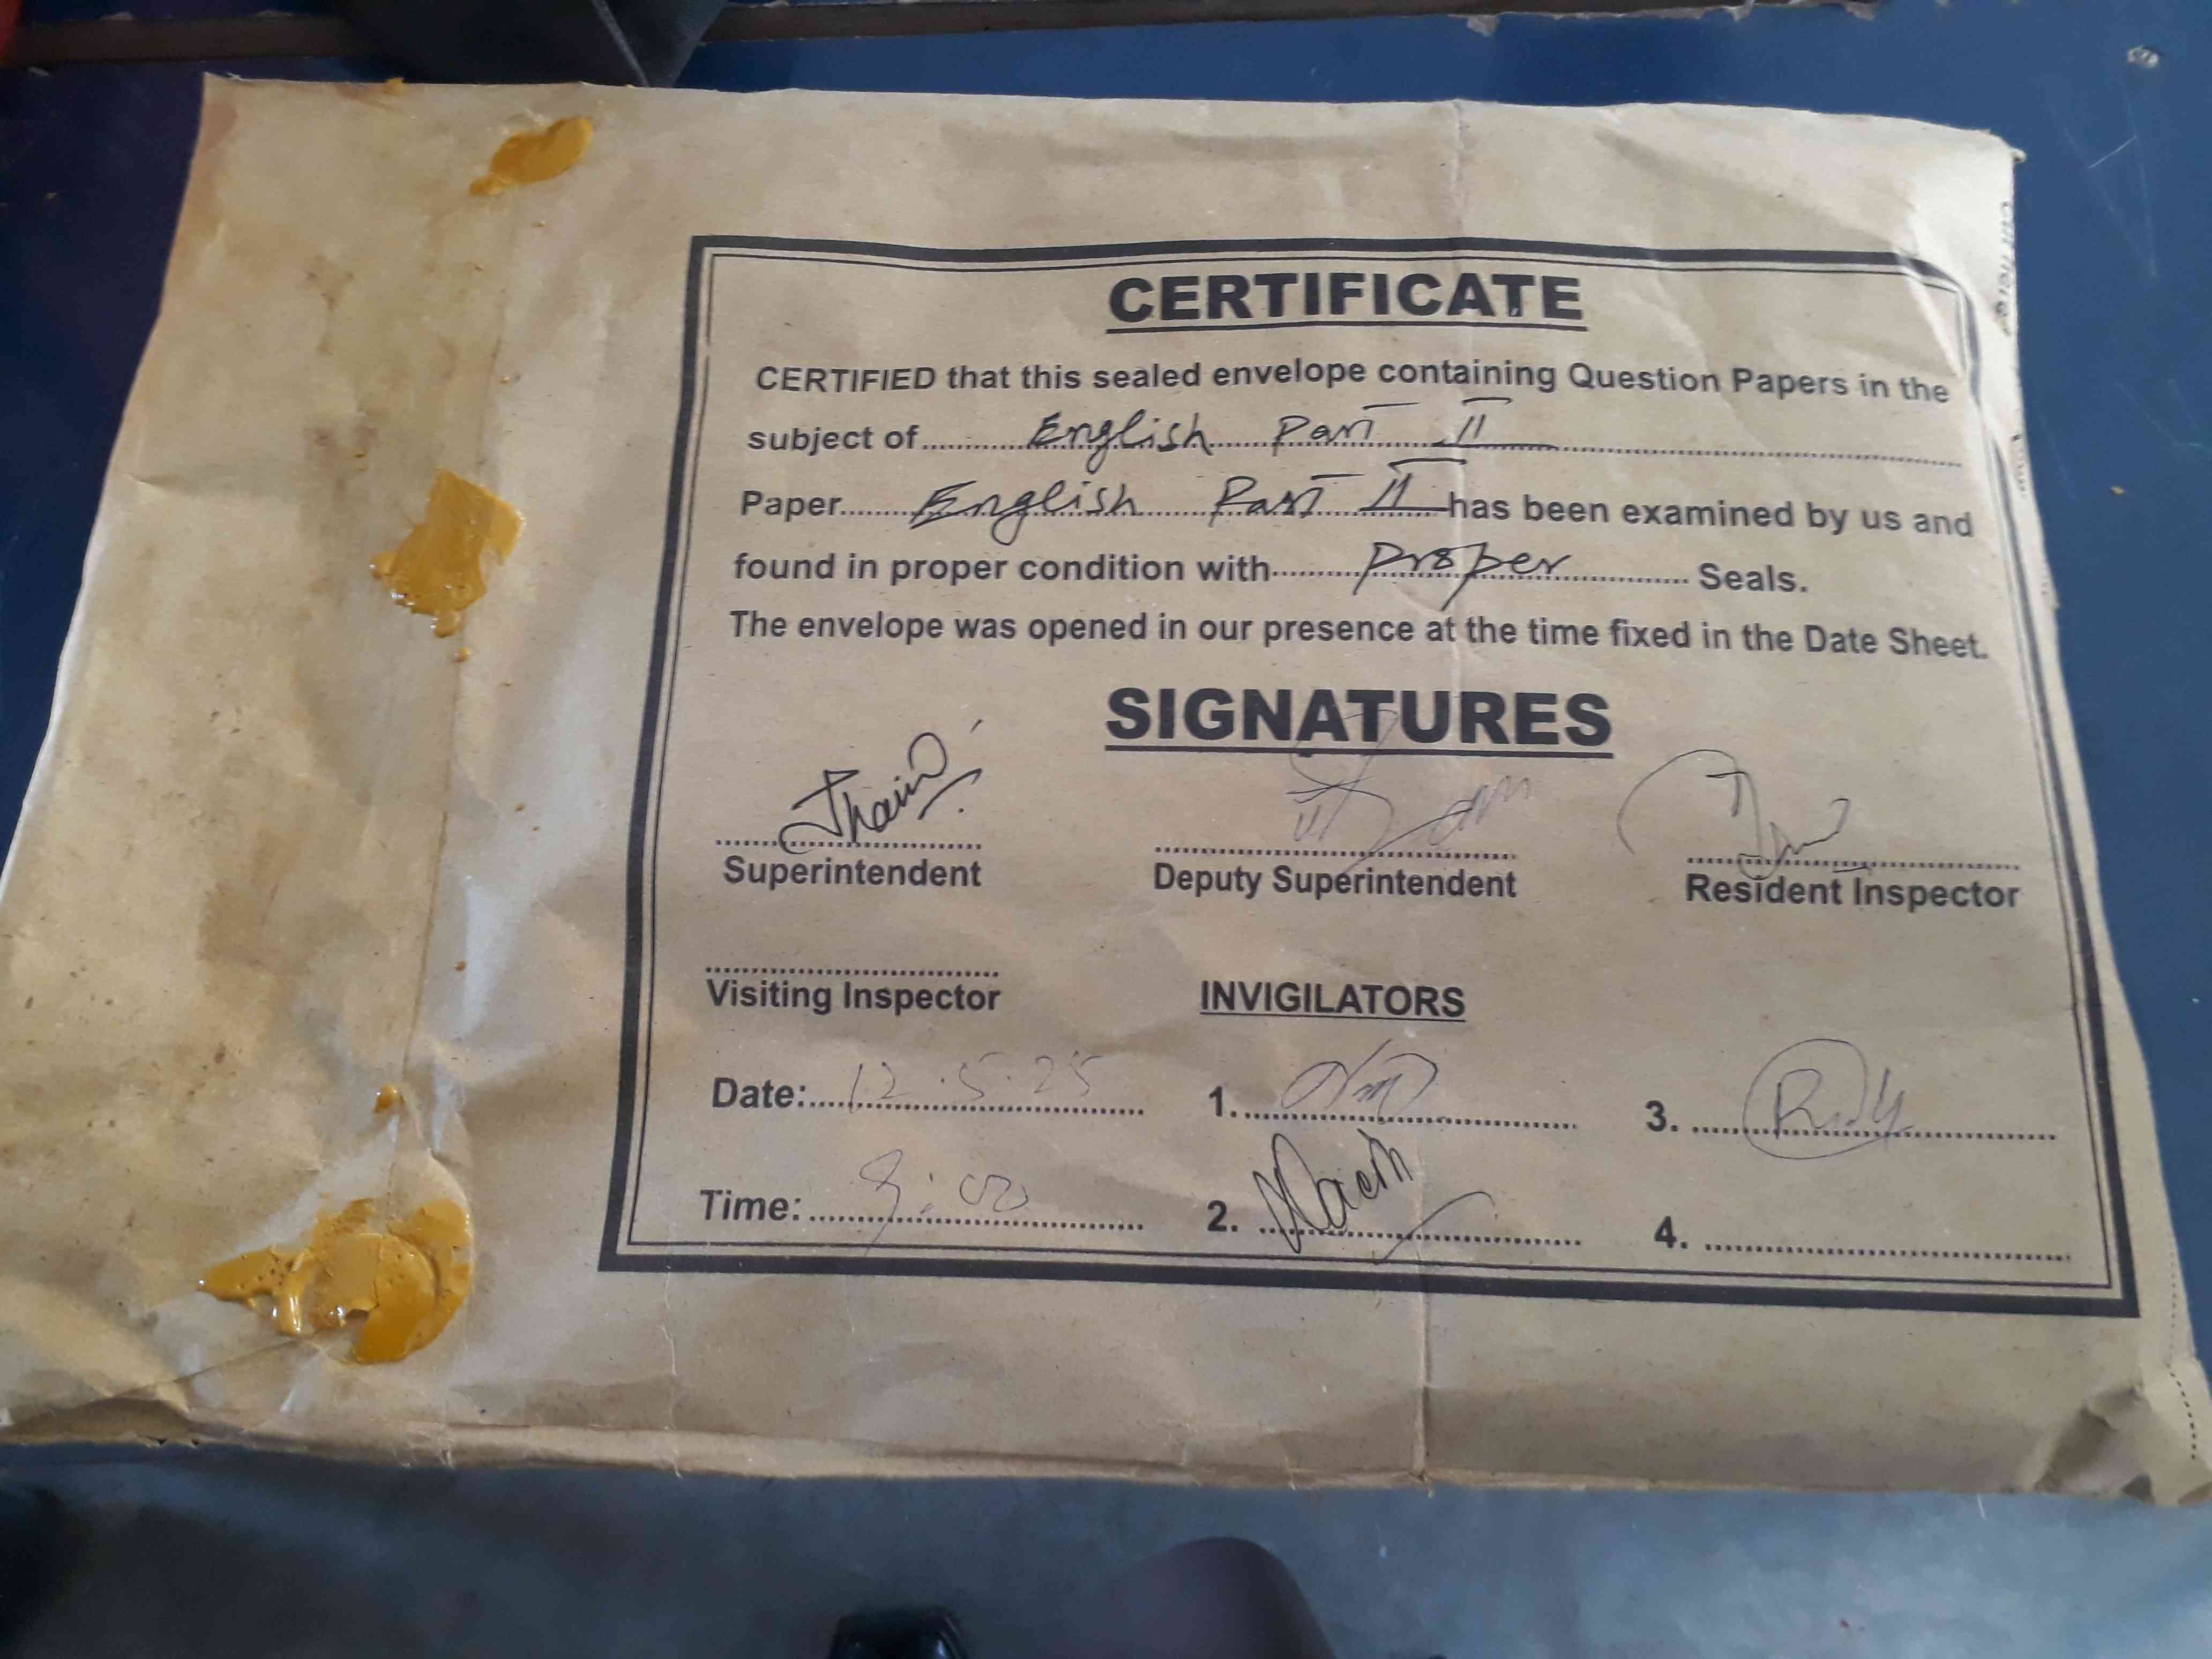 CERTIFICATE
CERTIFIED that this sealed envelope containing Question Papers in the
subject of.......... English Part II ..........
Paper.......... English Part II has been examined by us and
found in proper condition with.......... Proper .......... Seals.
The envelope was opened in our presence at the time fixed in the Date Sheet.
SIGNATURES
Superintendent Deputy Superintendent Resident Inspector
Visiting Inspector INVIGILATORS
Date:.......... 12.5.25 1. .......... 3. ..........
Time:.......... 9:00 2. .......... 4. ..........